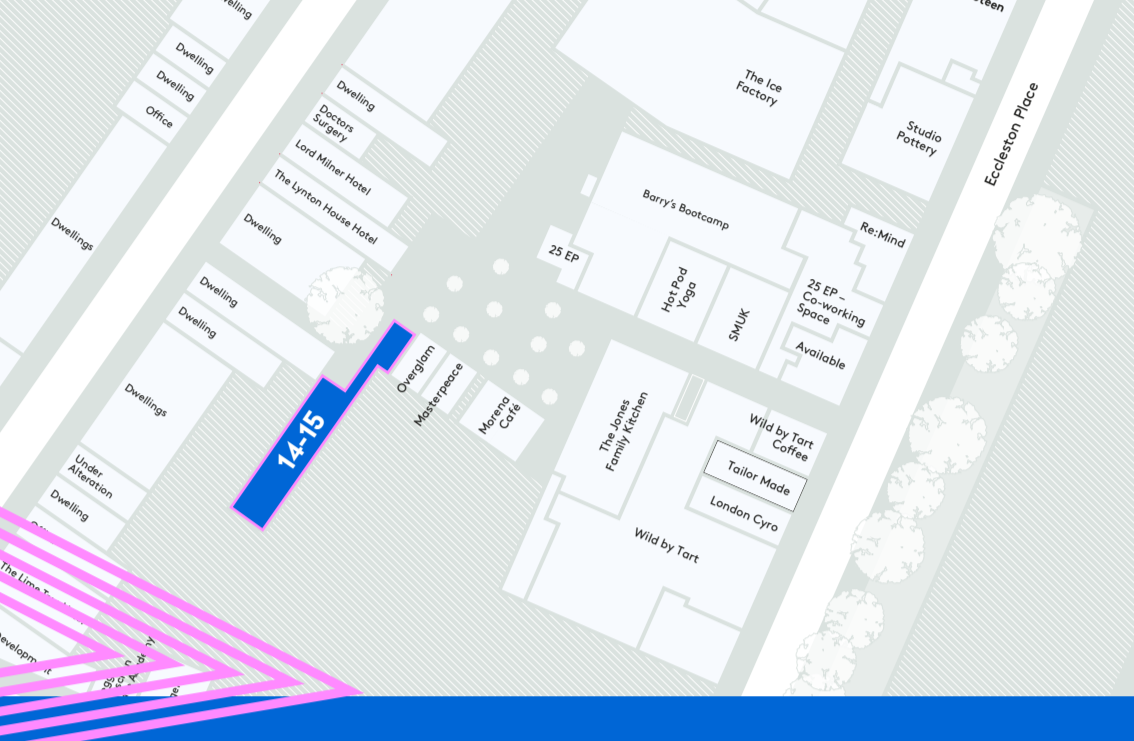 Dwelling
Dwelling
Office
Dwellings
Dwelling
Doctors
Surgery
Lord Milner Hotel
The Lynton House Hotel
Dwelling
Dwelling
Dwelling
Dwellings
Under
Alteration
Dwelling
The Ice
Factory
Studio
Pottery
Eccleston Place
Barry's Bootcamp
Re:Mind
25 EP
Hot Pod
Yoga
SMUK
25 EP –
Co-working
Space
Available
Overglam
Masterpeace
Morena
Café
14-15
The Jones
Family Kitchen
Wild by Tart
Coffee
Tailor Made
London Cyro
Wild by Tart
The Lime